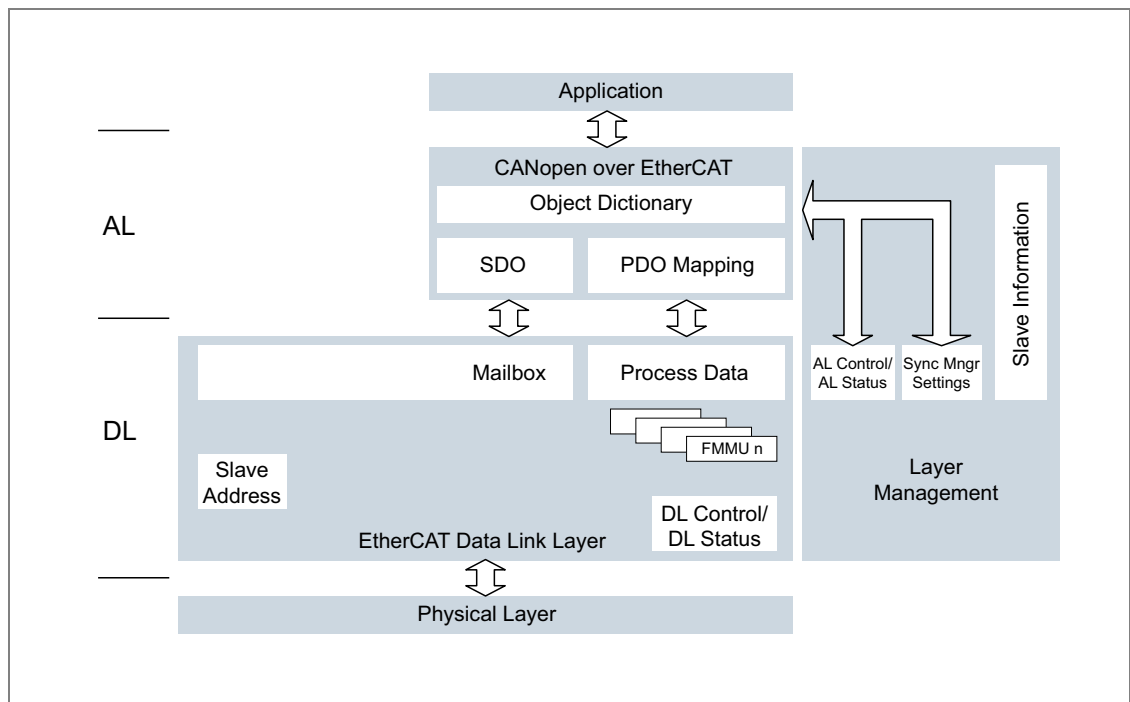 Application
AL
CANopen over EtherCAT
Object Dictionary
SDO
PDO Mapping
Slave Information
AL Control/
AL Status
Sync Mngr
Settings
DL
Mailbox
Process Data
FMMU n
Slave
Address
DL Control/
DL Status
EtherCAT Data Link Layer
Layer
Management
Physical Layer